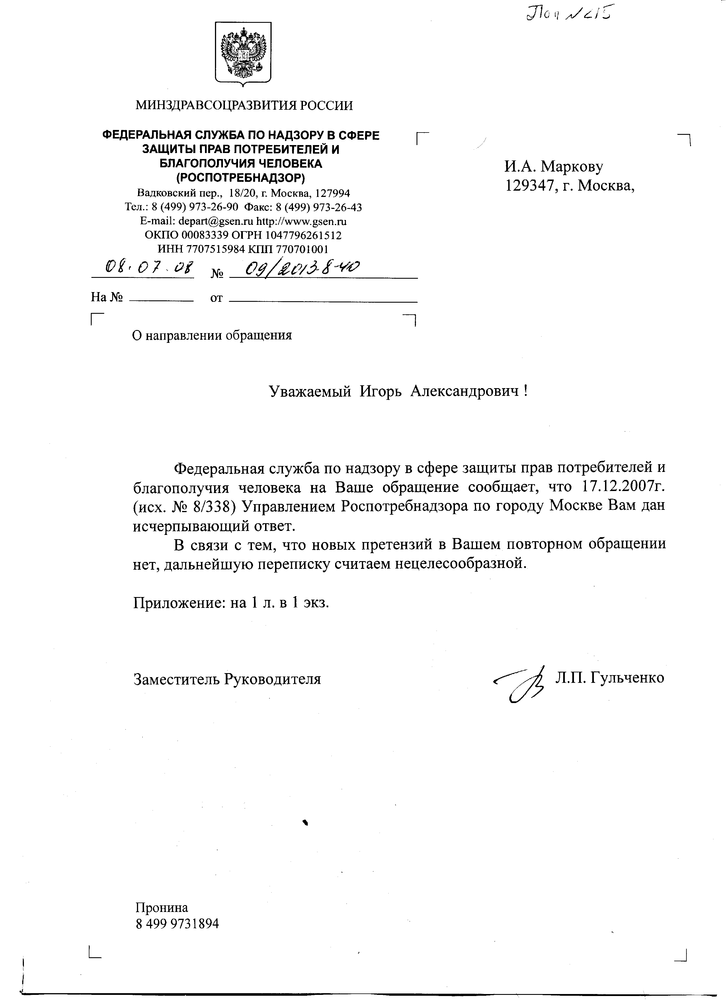 МИНЗДРАВСОЦРАЗВИТИЯ РОССИИ
ФЕДЕРАЛЬНАЯ СЛУЖБА ПО НАДЗОРУ В СФЕРЕ
ЗАЩИТЫ ПРАВ ПОТРЕБИТЕЛЕЙ И
БЛАГОПОЛУЧИЯ ЧЕЛОВЕКА
(РОСПОТРЕБНАДЗОР)
Вадковский пер., 18/20, г. Москва, 127994
Тел.: 8 (499) 973-26-90 Факс: 8 (499) 973-26-43
E-mail: depart@gsen.ru http://www.gsen.ru
ОКПО 00083339 ОГРН 1047796261512
ИНН 7707515984 КПП 770701001
08.07.08 №
На № от
И.А. Маркову
129347, г. Москва,
О направлении обращения
Уважаемый Игорь Александрович !
Федеральная служба по надзору в сфере защиты прав потребителей и
благополучия человека на Ваше обращение сообщает, что 17.12.2007г.
(исх. № 8/338) Управлением Роспотребнадзора по городу Москве Вам дан
исчерпывающий ответ.
В связи с тем, что новых претензий в Вашем повторном обращении
нет, дальнейшую переписку считаем нецелесообразной.
Приложение: на 1 л. в 1 экз.
Заместитель Руководителя Л.П. Гульченко
Пронина
8 499 9731894